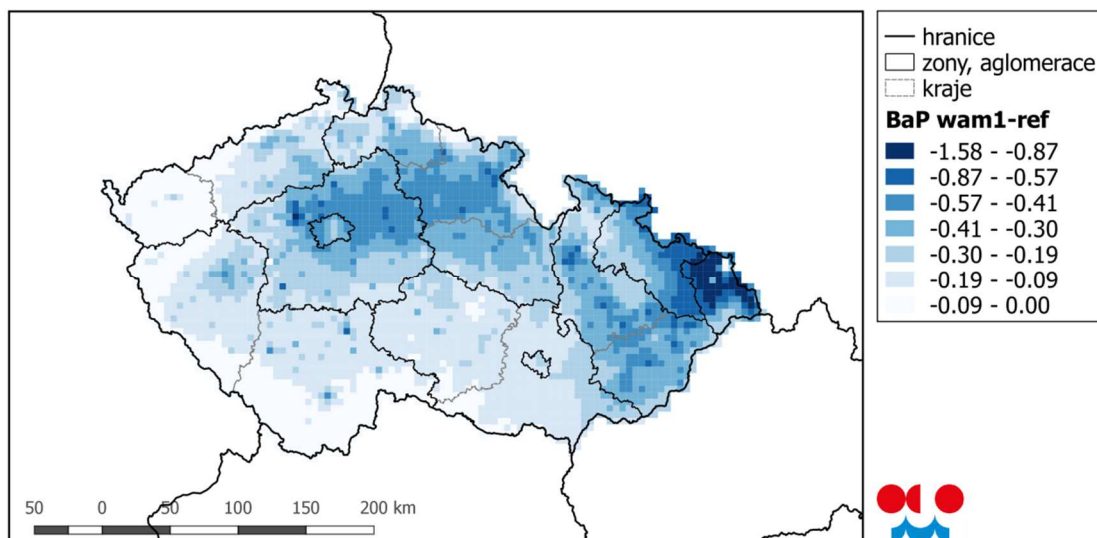 hranice
zony, aglomerace
kraje
BaP wam1-ref
-1.58 - -0.87
-0.87 - -0.57
-0.57 - -0.41
-0.41 - -0.30
-0.30 - -0.19
-0.19 - -0.09
-0.09 - 0.00
50 0 50 100 150 200 km